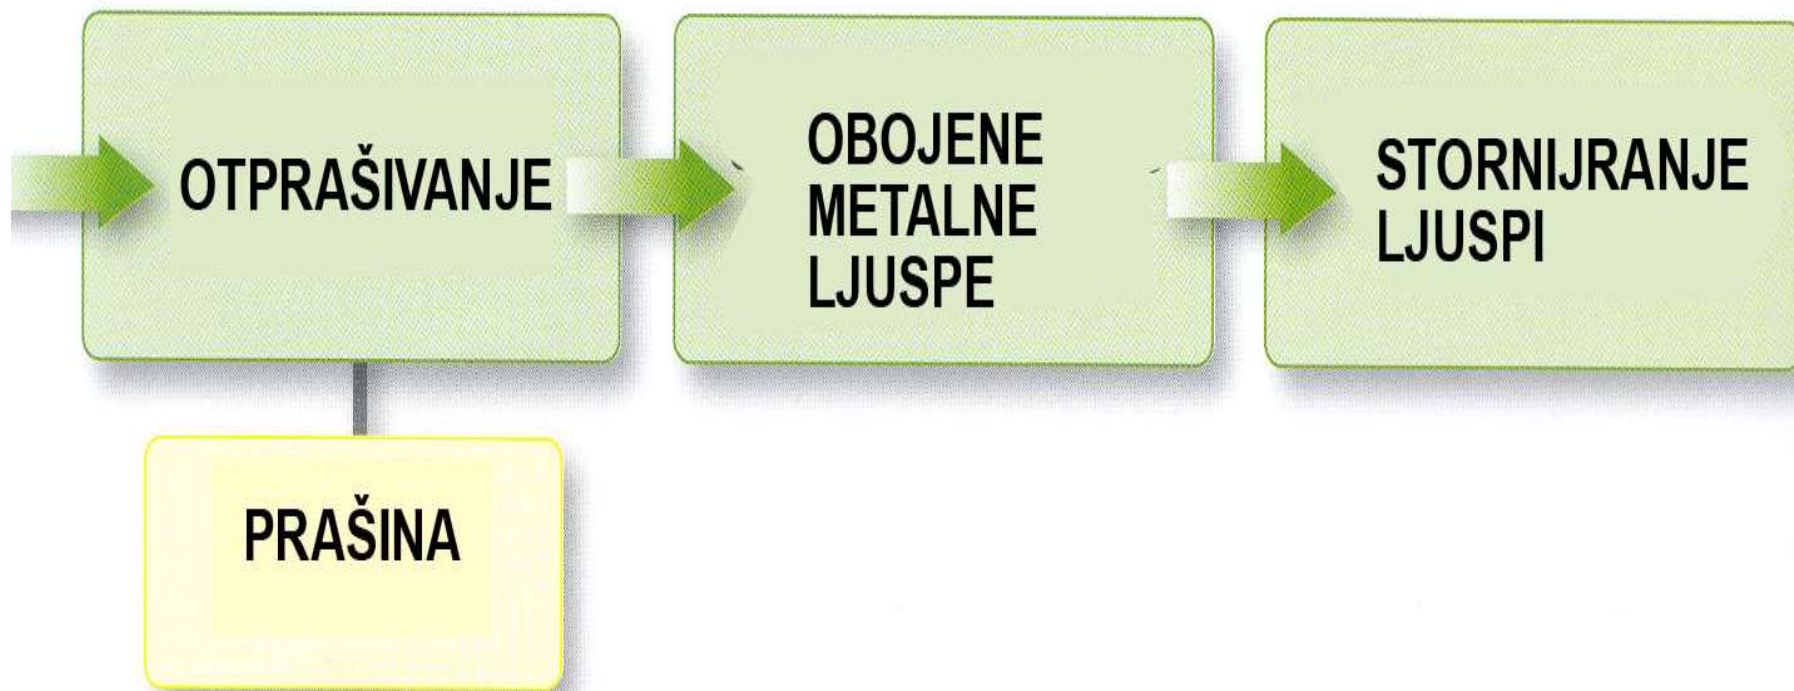 OTPRAŠIVANJE
OBOJENE
METALNE
LJUSPE
STORNIJRANJE
LJUSPI
PRAŠINA